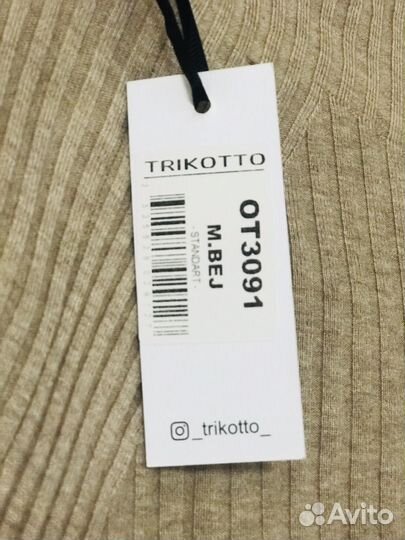 TRIKOTTO
OT3091
M.BEJ
-STANDART-
_trikotto_
Avito